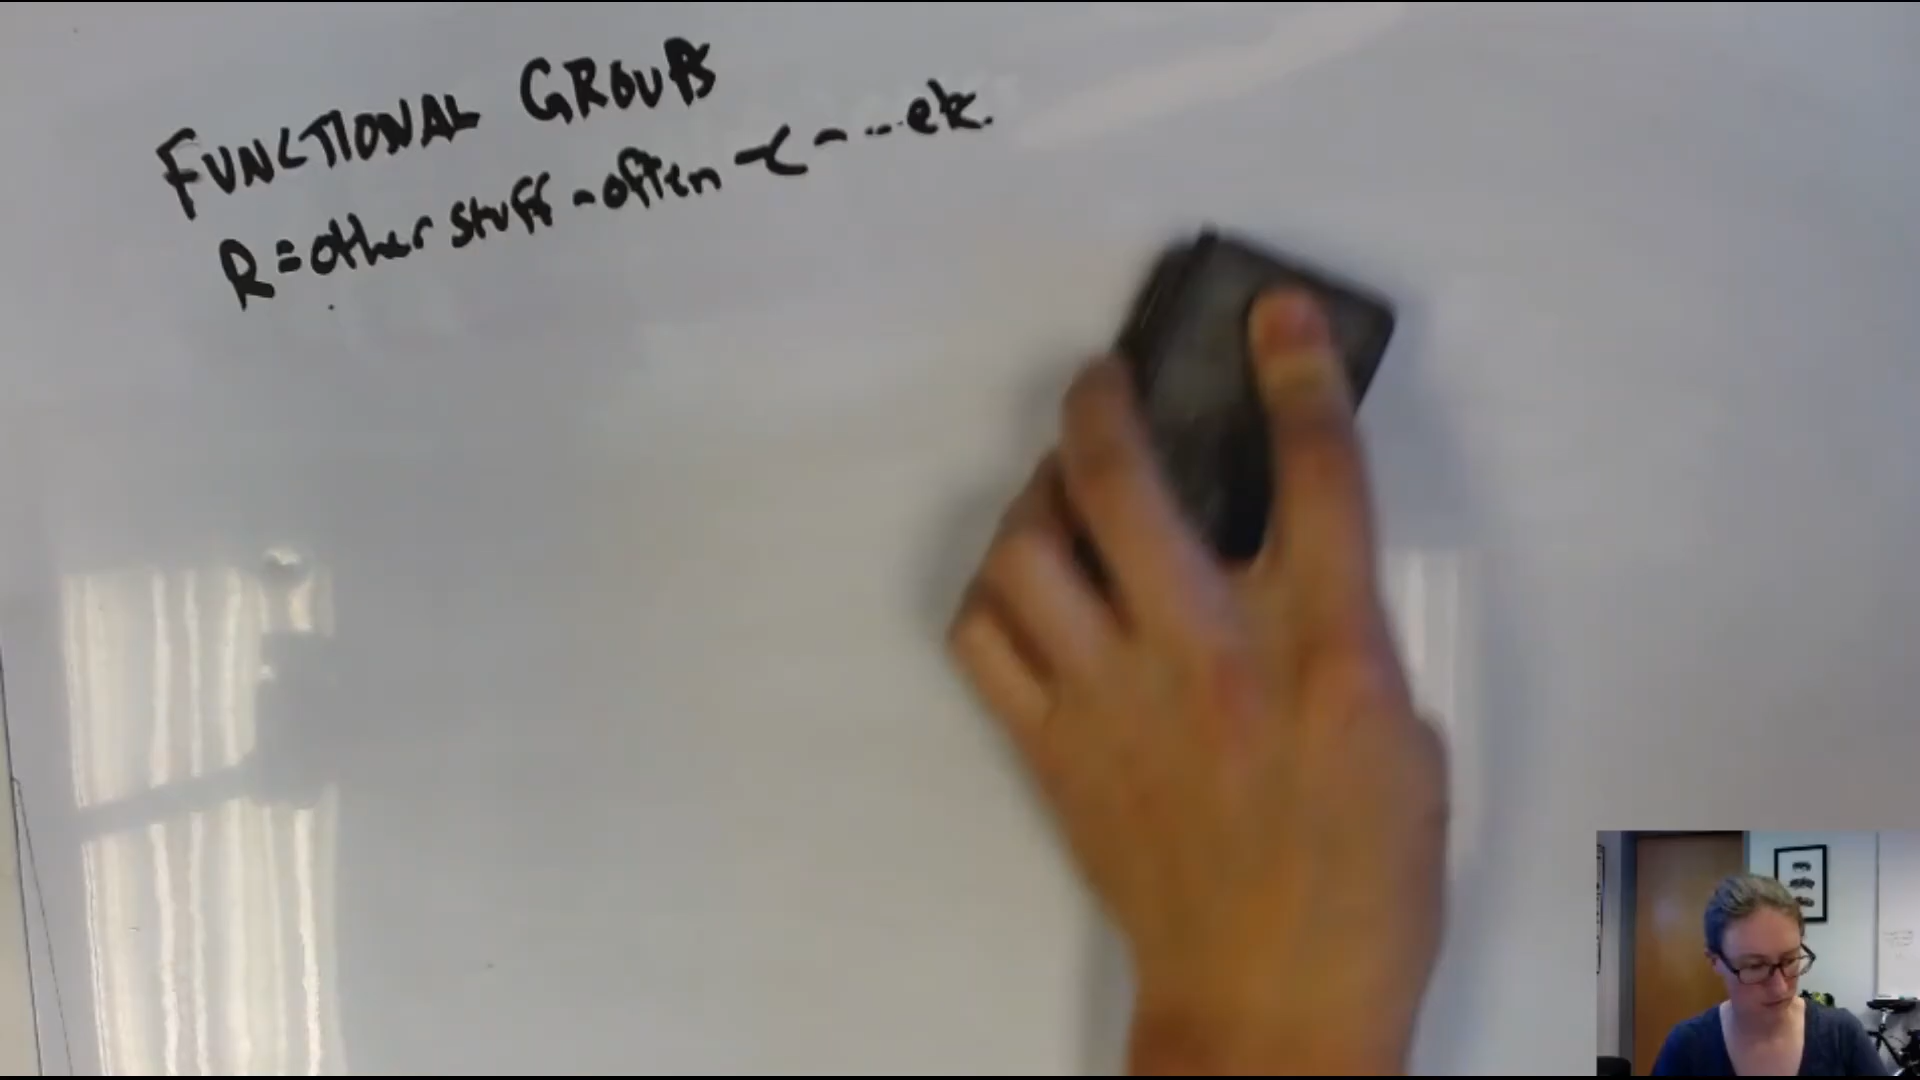 FUNCTIONAL GROUPS
R = other stuff - often -C- ... etc.